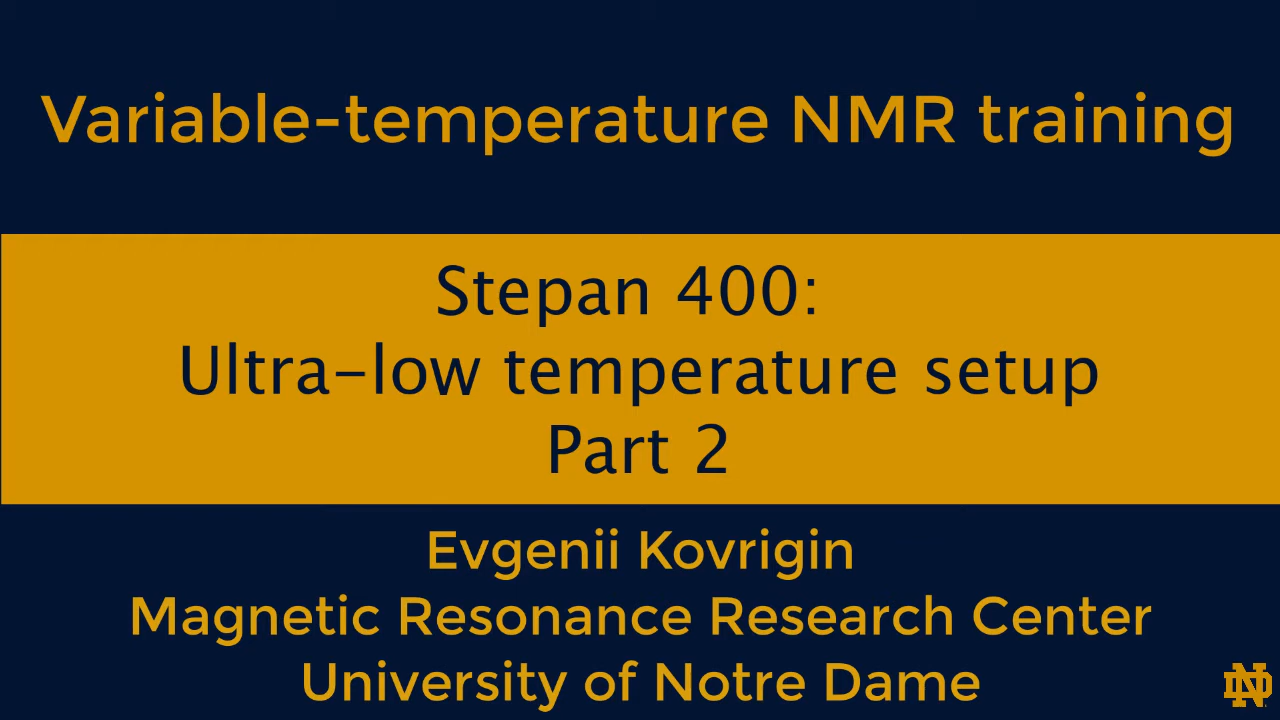 Variable-temperature NMR training
Stepan 400:
Ultra-low temperature setup
Part 2
Evgenii Kovrigin
Magnetic Resonance Research Center
University of Notre Dame
ND